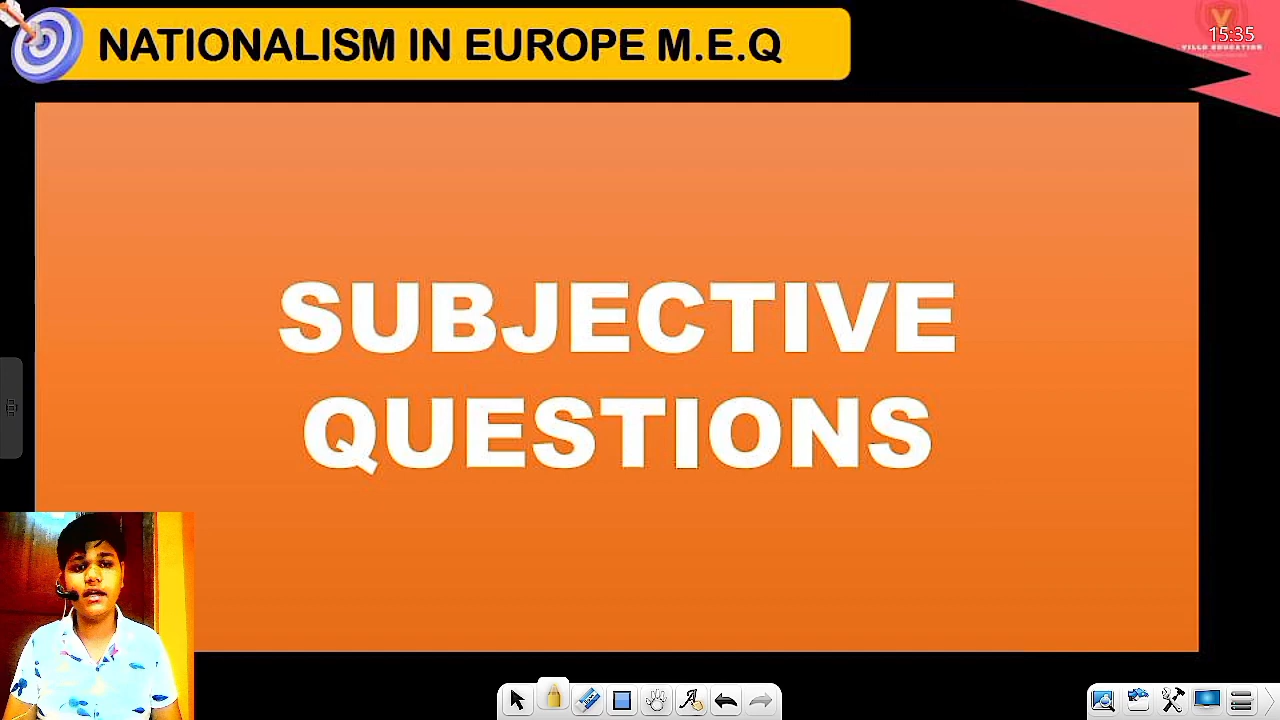 NATIONALISM IN EUROPE M.E.Q
15:35
SUBJECTIVE
QUESTIONS